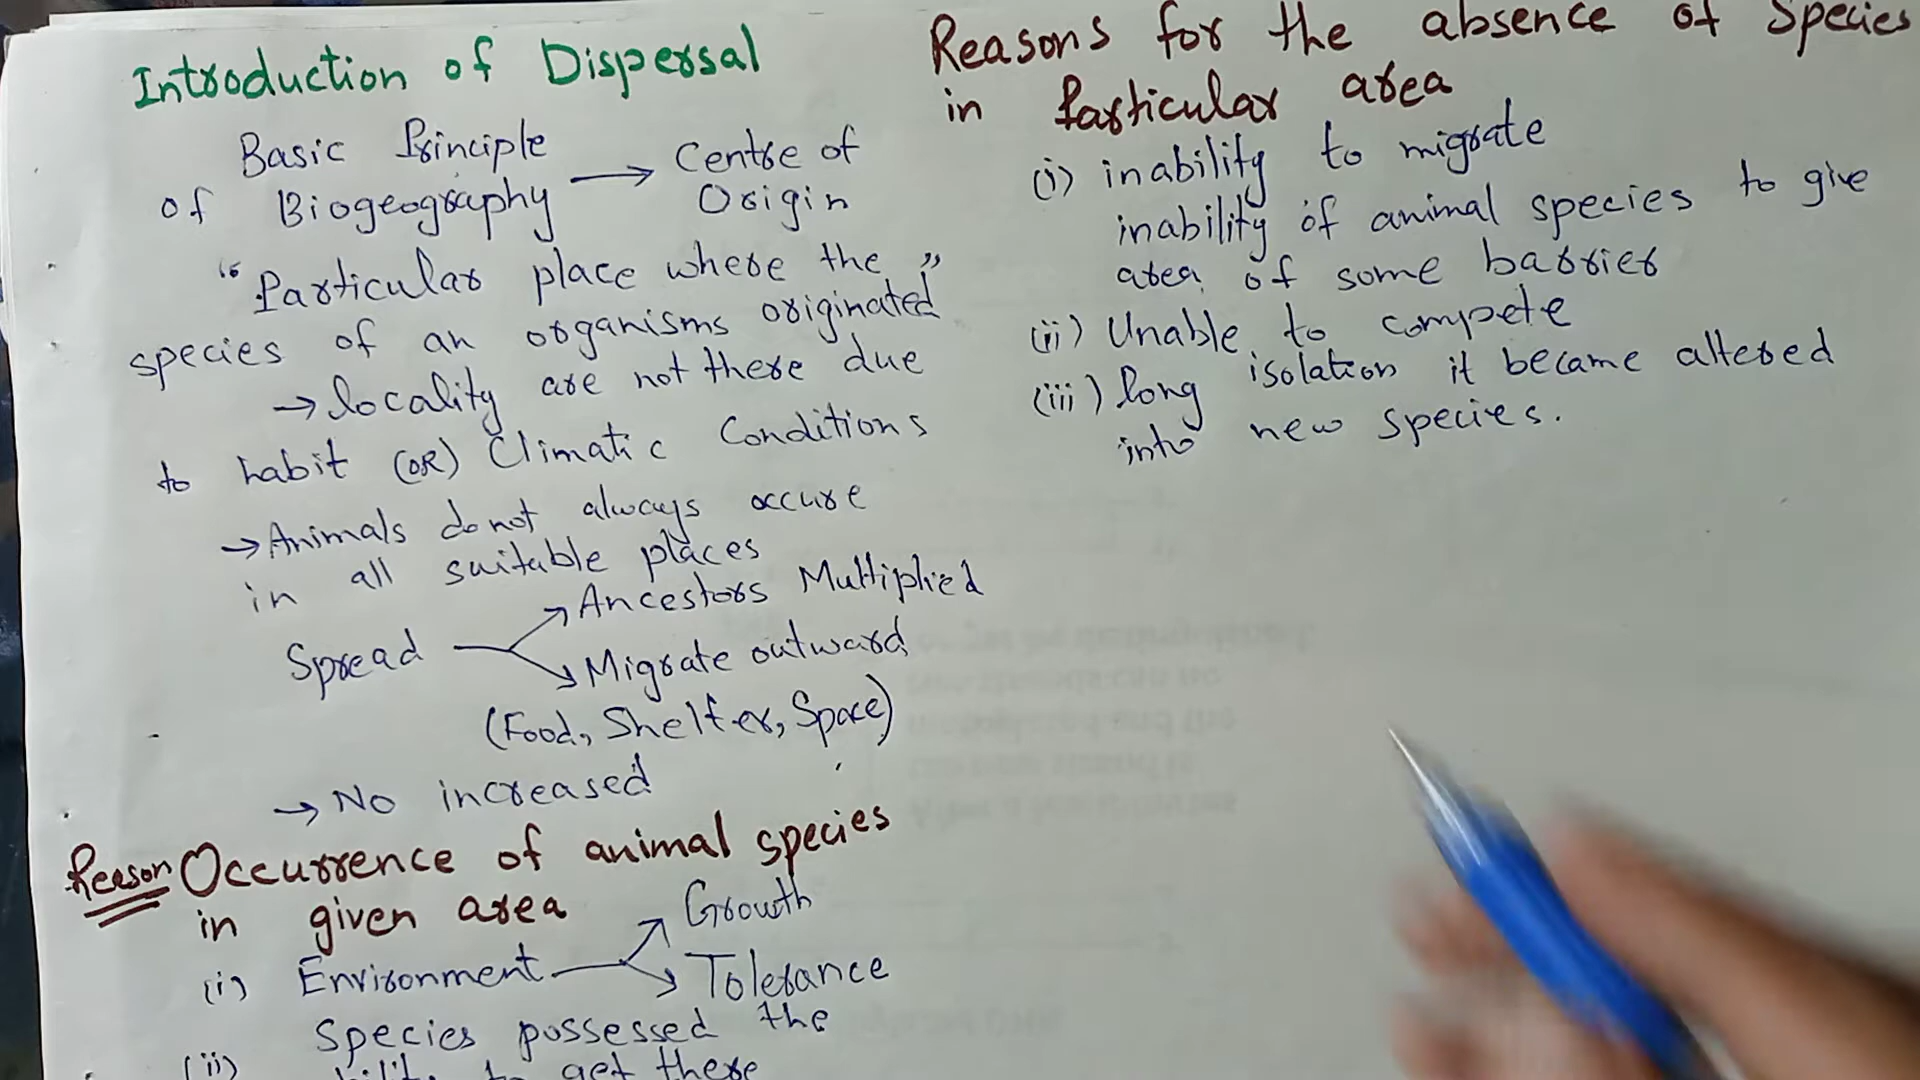 Introduction of Dispersal
Basic Principle
of Biogeography → Centre of
Origin
"Particular place where the"
species of an organisms originated
→ locality are not there due
to habit (OR) Climatic Conditions
→ Animals do not always occure
in all suitable places
Spread → Ancestors Multiplied
→ Migrate outward
(Food, Shelter, Space)
→ No increased
Reason Occurrence of animal species
in given area
(i) Environment → Growth
→ Tolerance
Species possessed the
(ii) to get there
Reasons for the absence of Species
in Particular area
(i) inability to migrate
inability of animal species to give
area of some barrier
(ii) Unable to compete
(iii) long isolation it became altered
into new species.